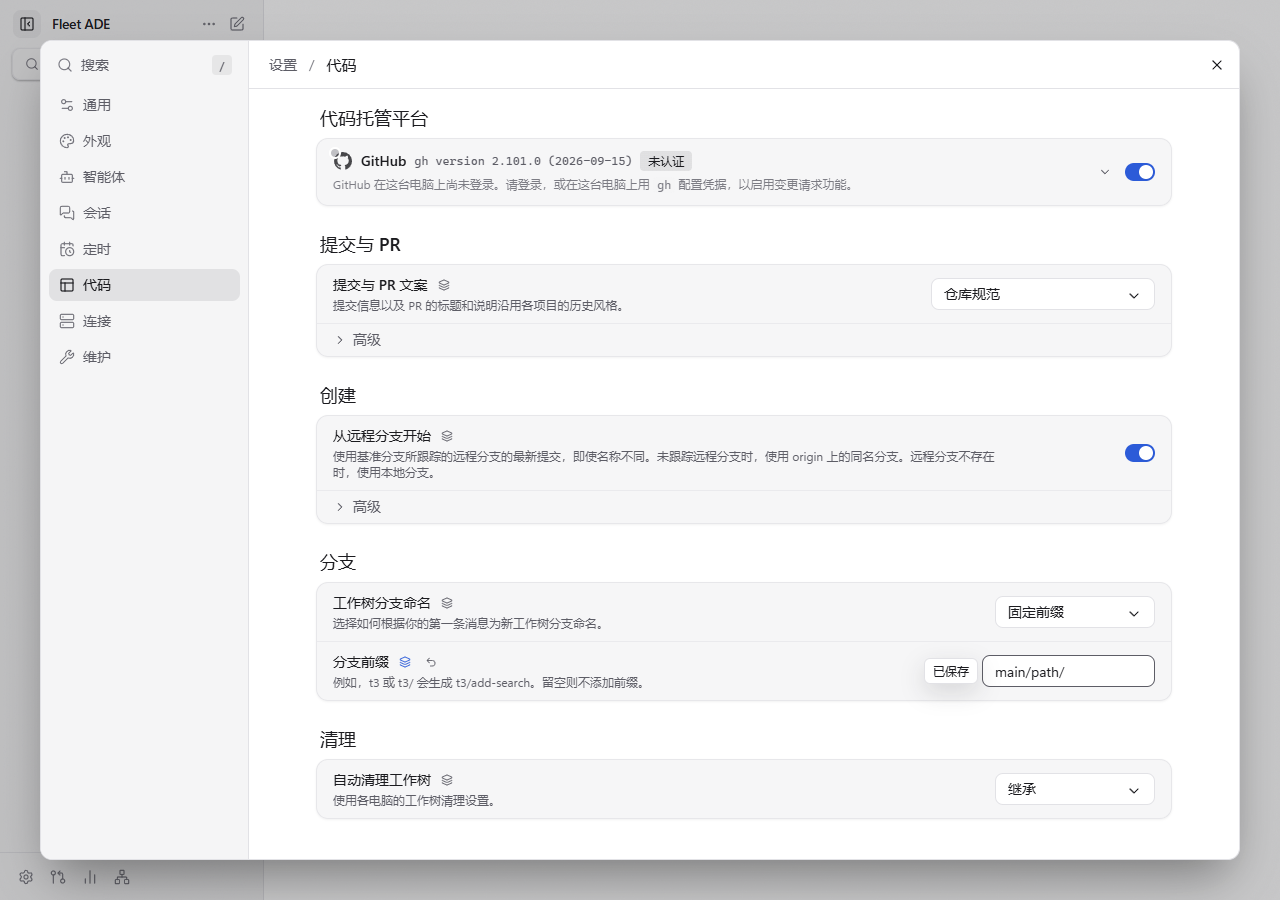 Fleet ADE
搜索
/
通用
外观
智能体
会话
定时
代码
连接
维护
设置 / 代码
代码托管平台
GitHub gh version 2.101.0 (2026-09-15) 未认证
GitHub 在这台电脑上尚未登录。请登录，或在这台电脑上用 gh 配置凭据，以启用变更请求功能。
提交与 PR
提交与 PR 文案
提交信息以及 PR 的标题和说明沿用各项目的历史风格。
仓库规范
高级
创建
从远程分支开始
使用基准分支所跟踪的远程分支的最新提交，即使名称不同。未跟踪远程分支时，使用 origin 上的同名分支。远程分支不存在
时，使用本地分支。
高级
分支
工作树分支命名
选择如何根据你的第一条消息为新工作树分支命名。
固定前缀
分支前缀
例如，t3 或 t3/ 会生成 t3/add-search。留空则不添加前缀。
已保存
main/path/
清理
自动清理工作树
使用各电脑的工作树清理设置。
继承